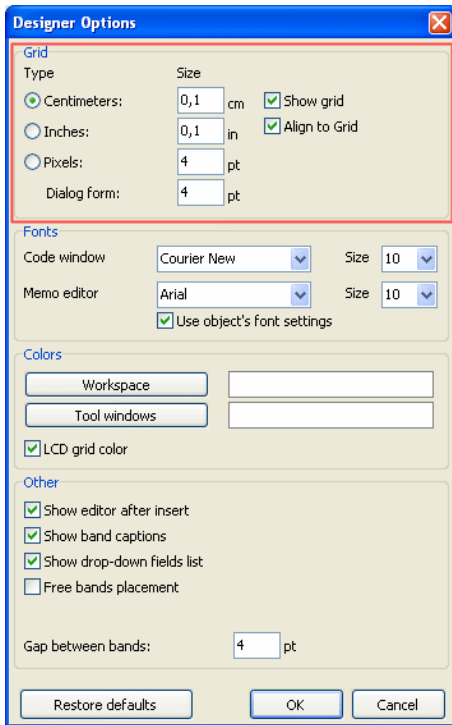 Designer Options
Grid
Type Size
Centimeters: 0,1 cm Show grid
Inches: 0,1 in Align to Grid
Pixels: 4 pt
Dialog form: 4 pt
Fonts
Code window Courier New Size 10
Memo editor Arial Size 10
Use object's font settings
Colors
Workspace
Tool windows
LCD grid color
Other
Show editor after insert
Show band captions
Show drop-down fields list
Free bands placement
Gap between bands: 4 pt
Restore defaults OK Cancel